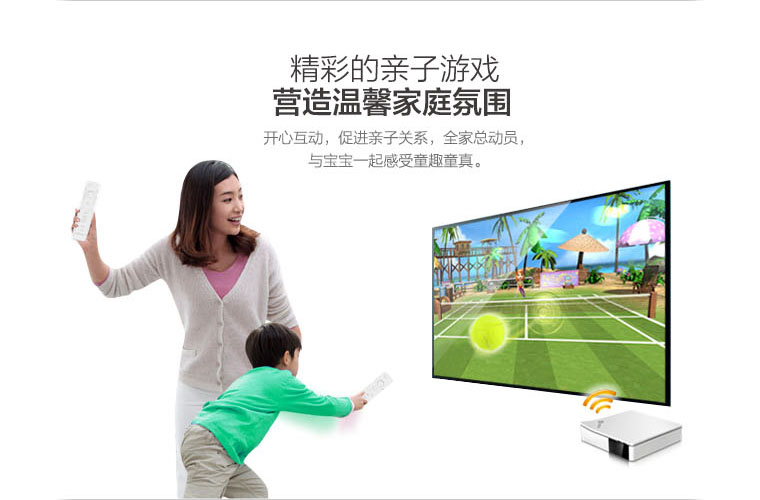 精彩的亲子游戏
营造温馨家庭氛围
开心互动，促进亲子关系，全家总动员，
与宝宝一起感受童趣童真。